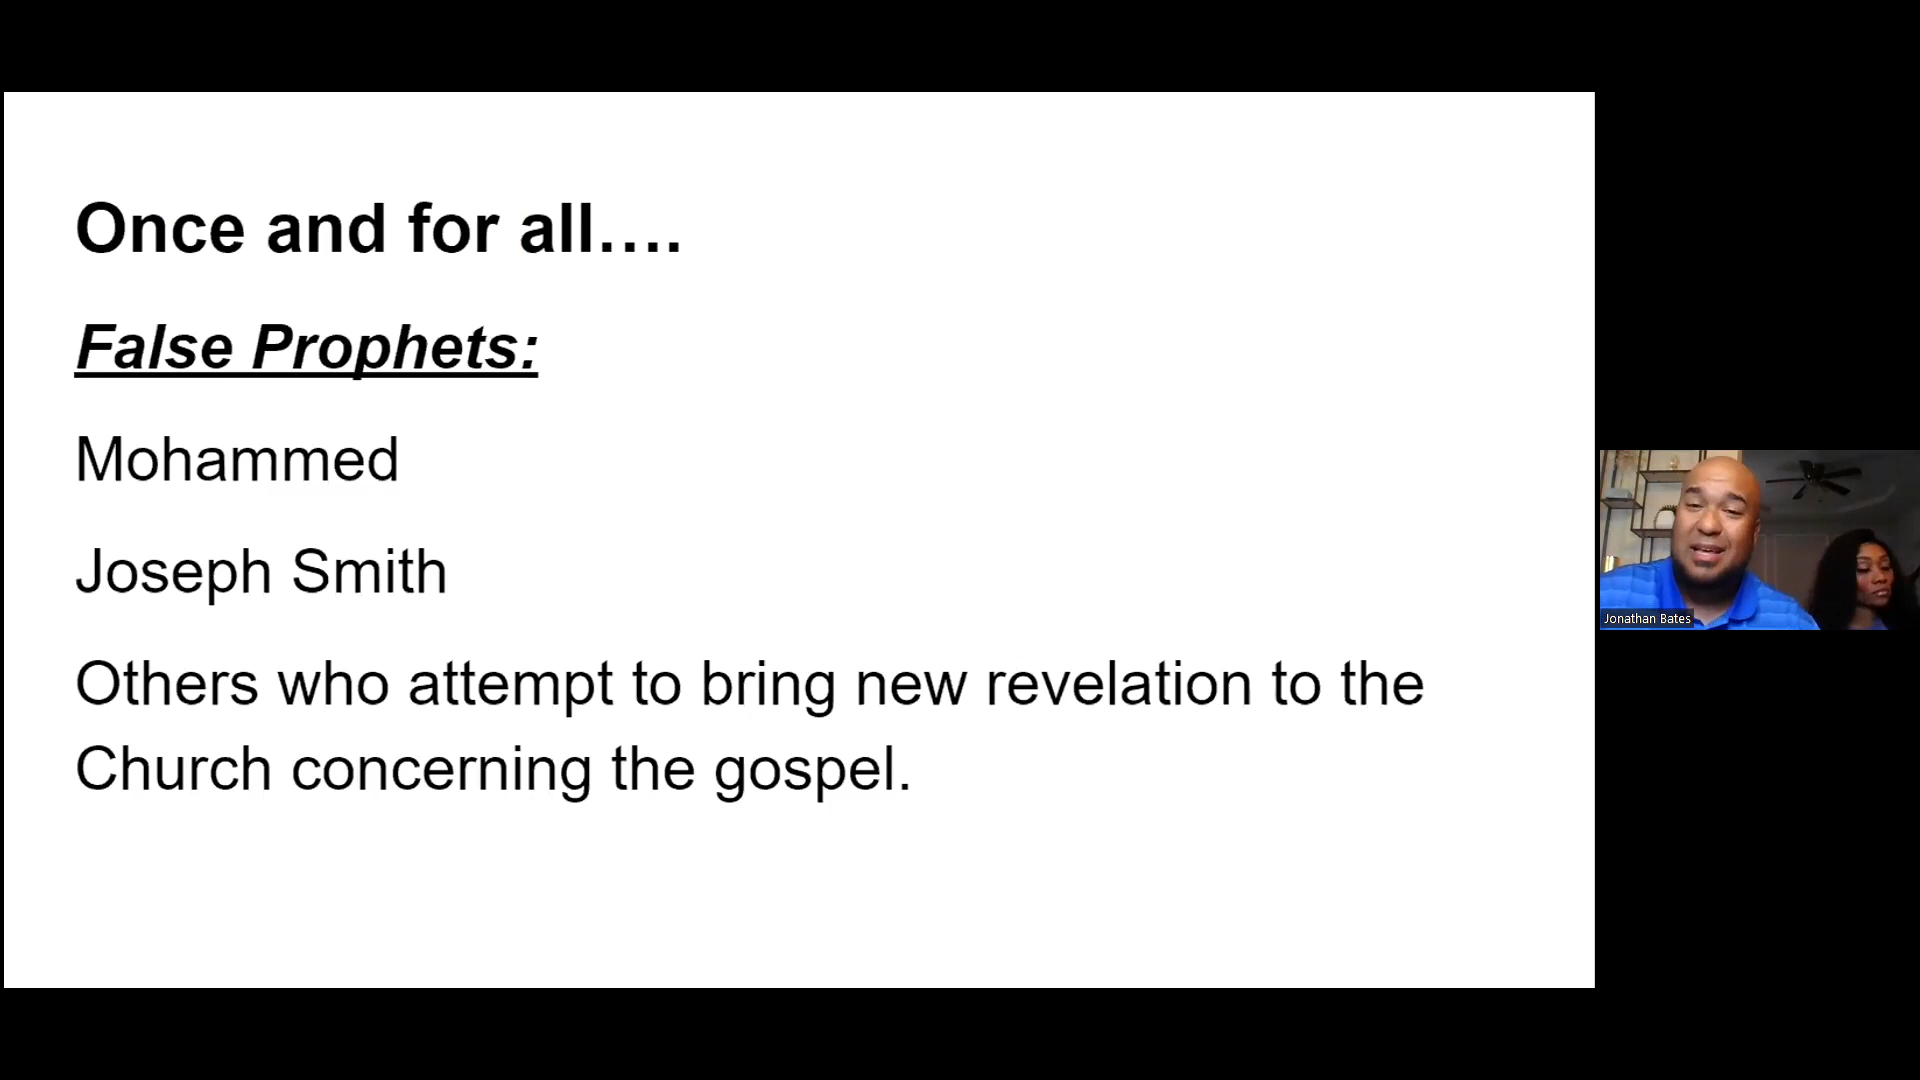 Once and for all….
False Prophets:
Mohammed
Joseph Smith
Others who attempt to bring new revelation to the
Church concerning the gospel.
Jonathan Bates